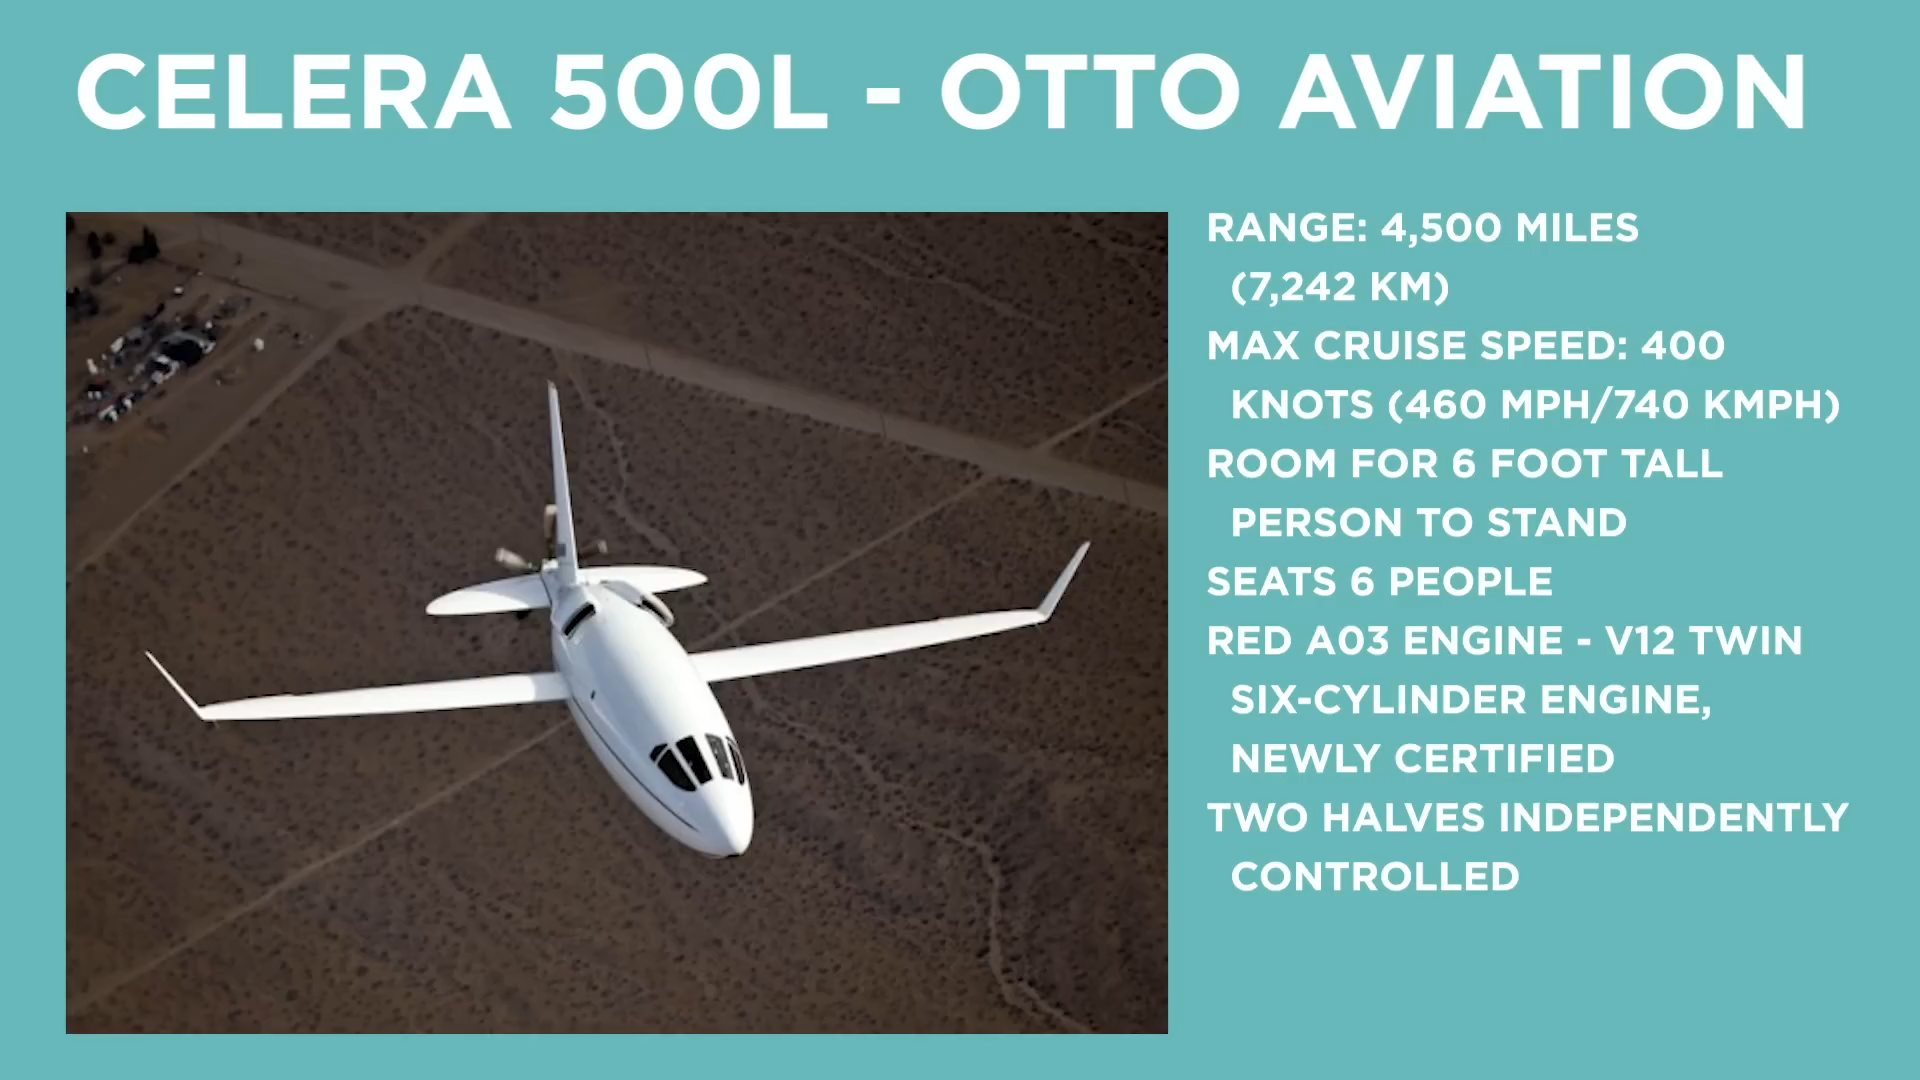 CELERA 500L - OTTO AVIATION
RANGE: 4,500 MILES
(7,242 KM)
MAX CRUISE SPEED: 400
KNOTS (460 MPH/740 KMPH)
ROOM FOR 6 FOOT TALL
PERSON TO STAND
SEATS 6 PEOPLE
RED A03 ENGINE - V12 TWIN
SIX-CYLINDER ENGINE,
NEWLY CERTIFIED
TWO HALVES INDEPENDENTLY
CONTROLLED